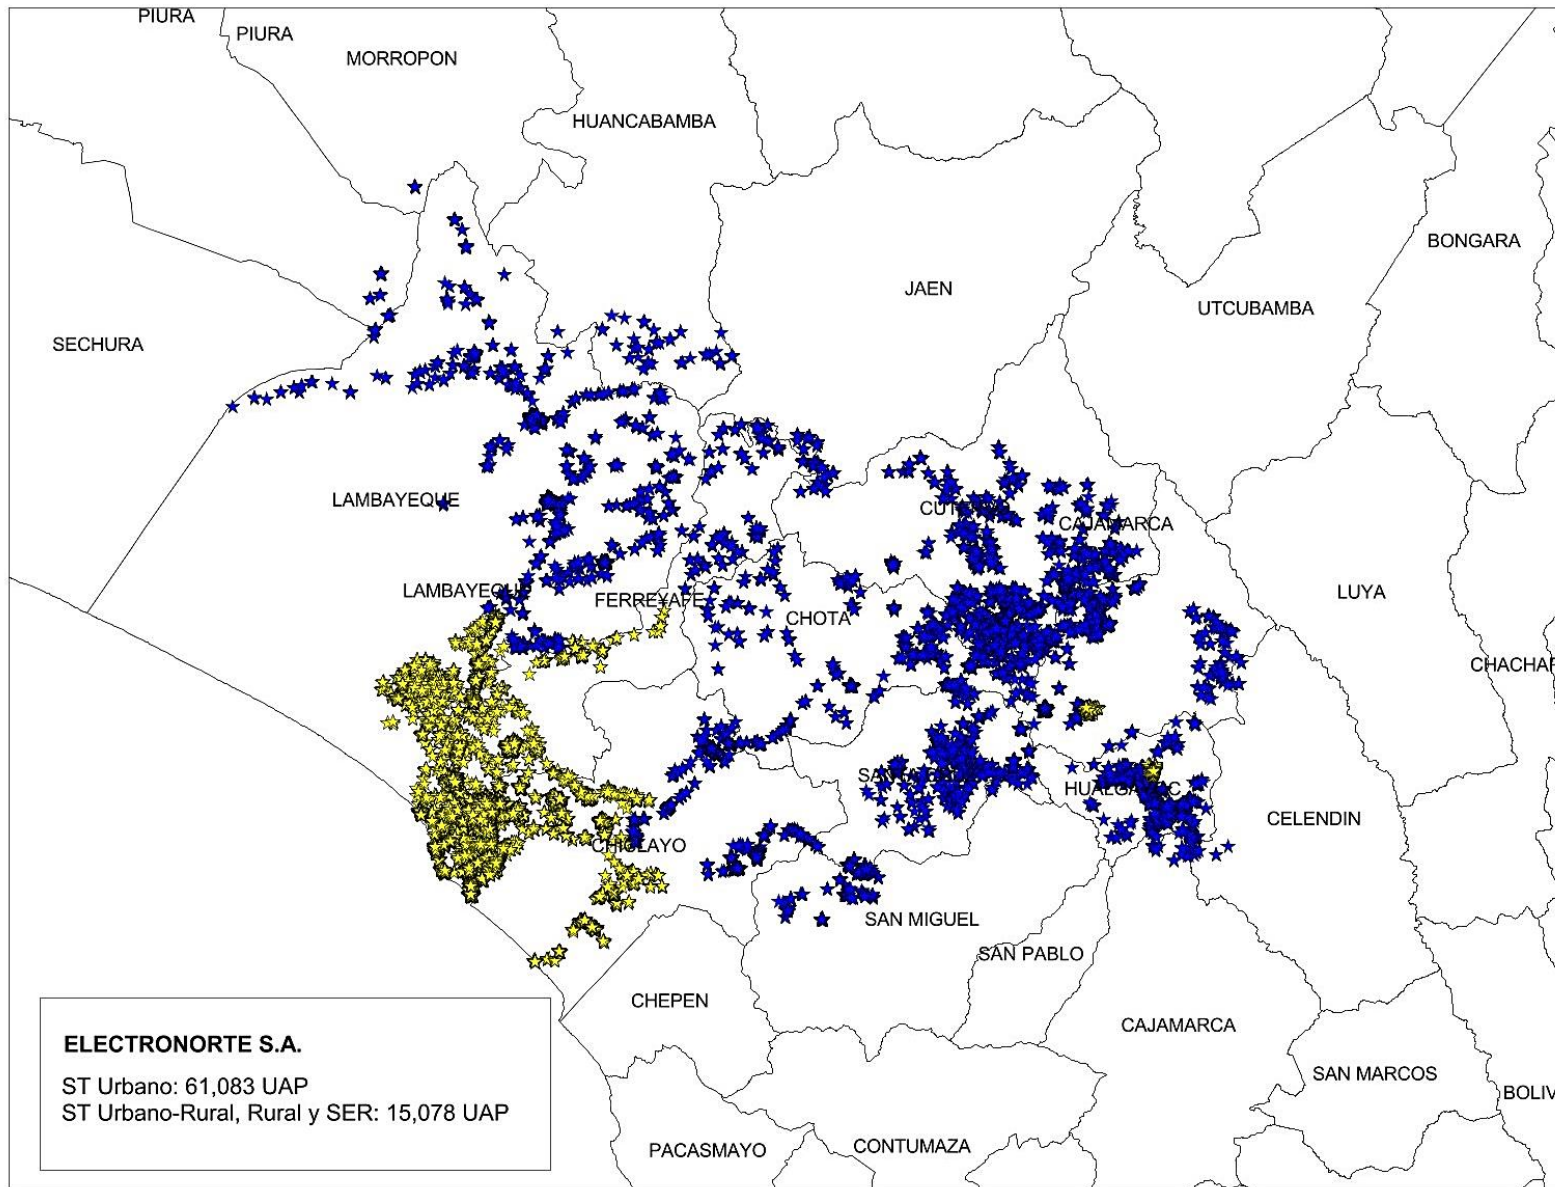 PIURA
PIURA
MORROPON
HUANCABAMBA
BONGARA
JAEN
UTCUBAMBA
SECHURA
LAMBAYEQUE
CAJAMARCA
LAMBAYEQUE
FERREÑAFE
LUYA
CHOTA
CELENDIN
CHICLAYO
SAN MIGUEL
SAN PABLO
CHEPEN
CAJAMARCA
SAN MARCOS
PACASMAYO
CONTUMAZA
ELECTRONORTE S.A.
ST Urbano: 61,083 UAP
ST Urbano-Rural, Rural y SER: 15,078 UAP